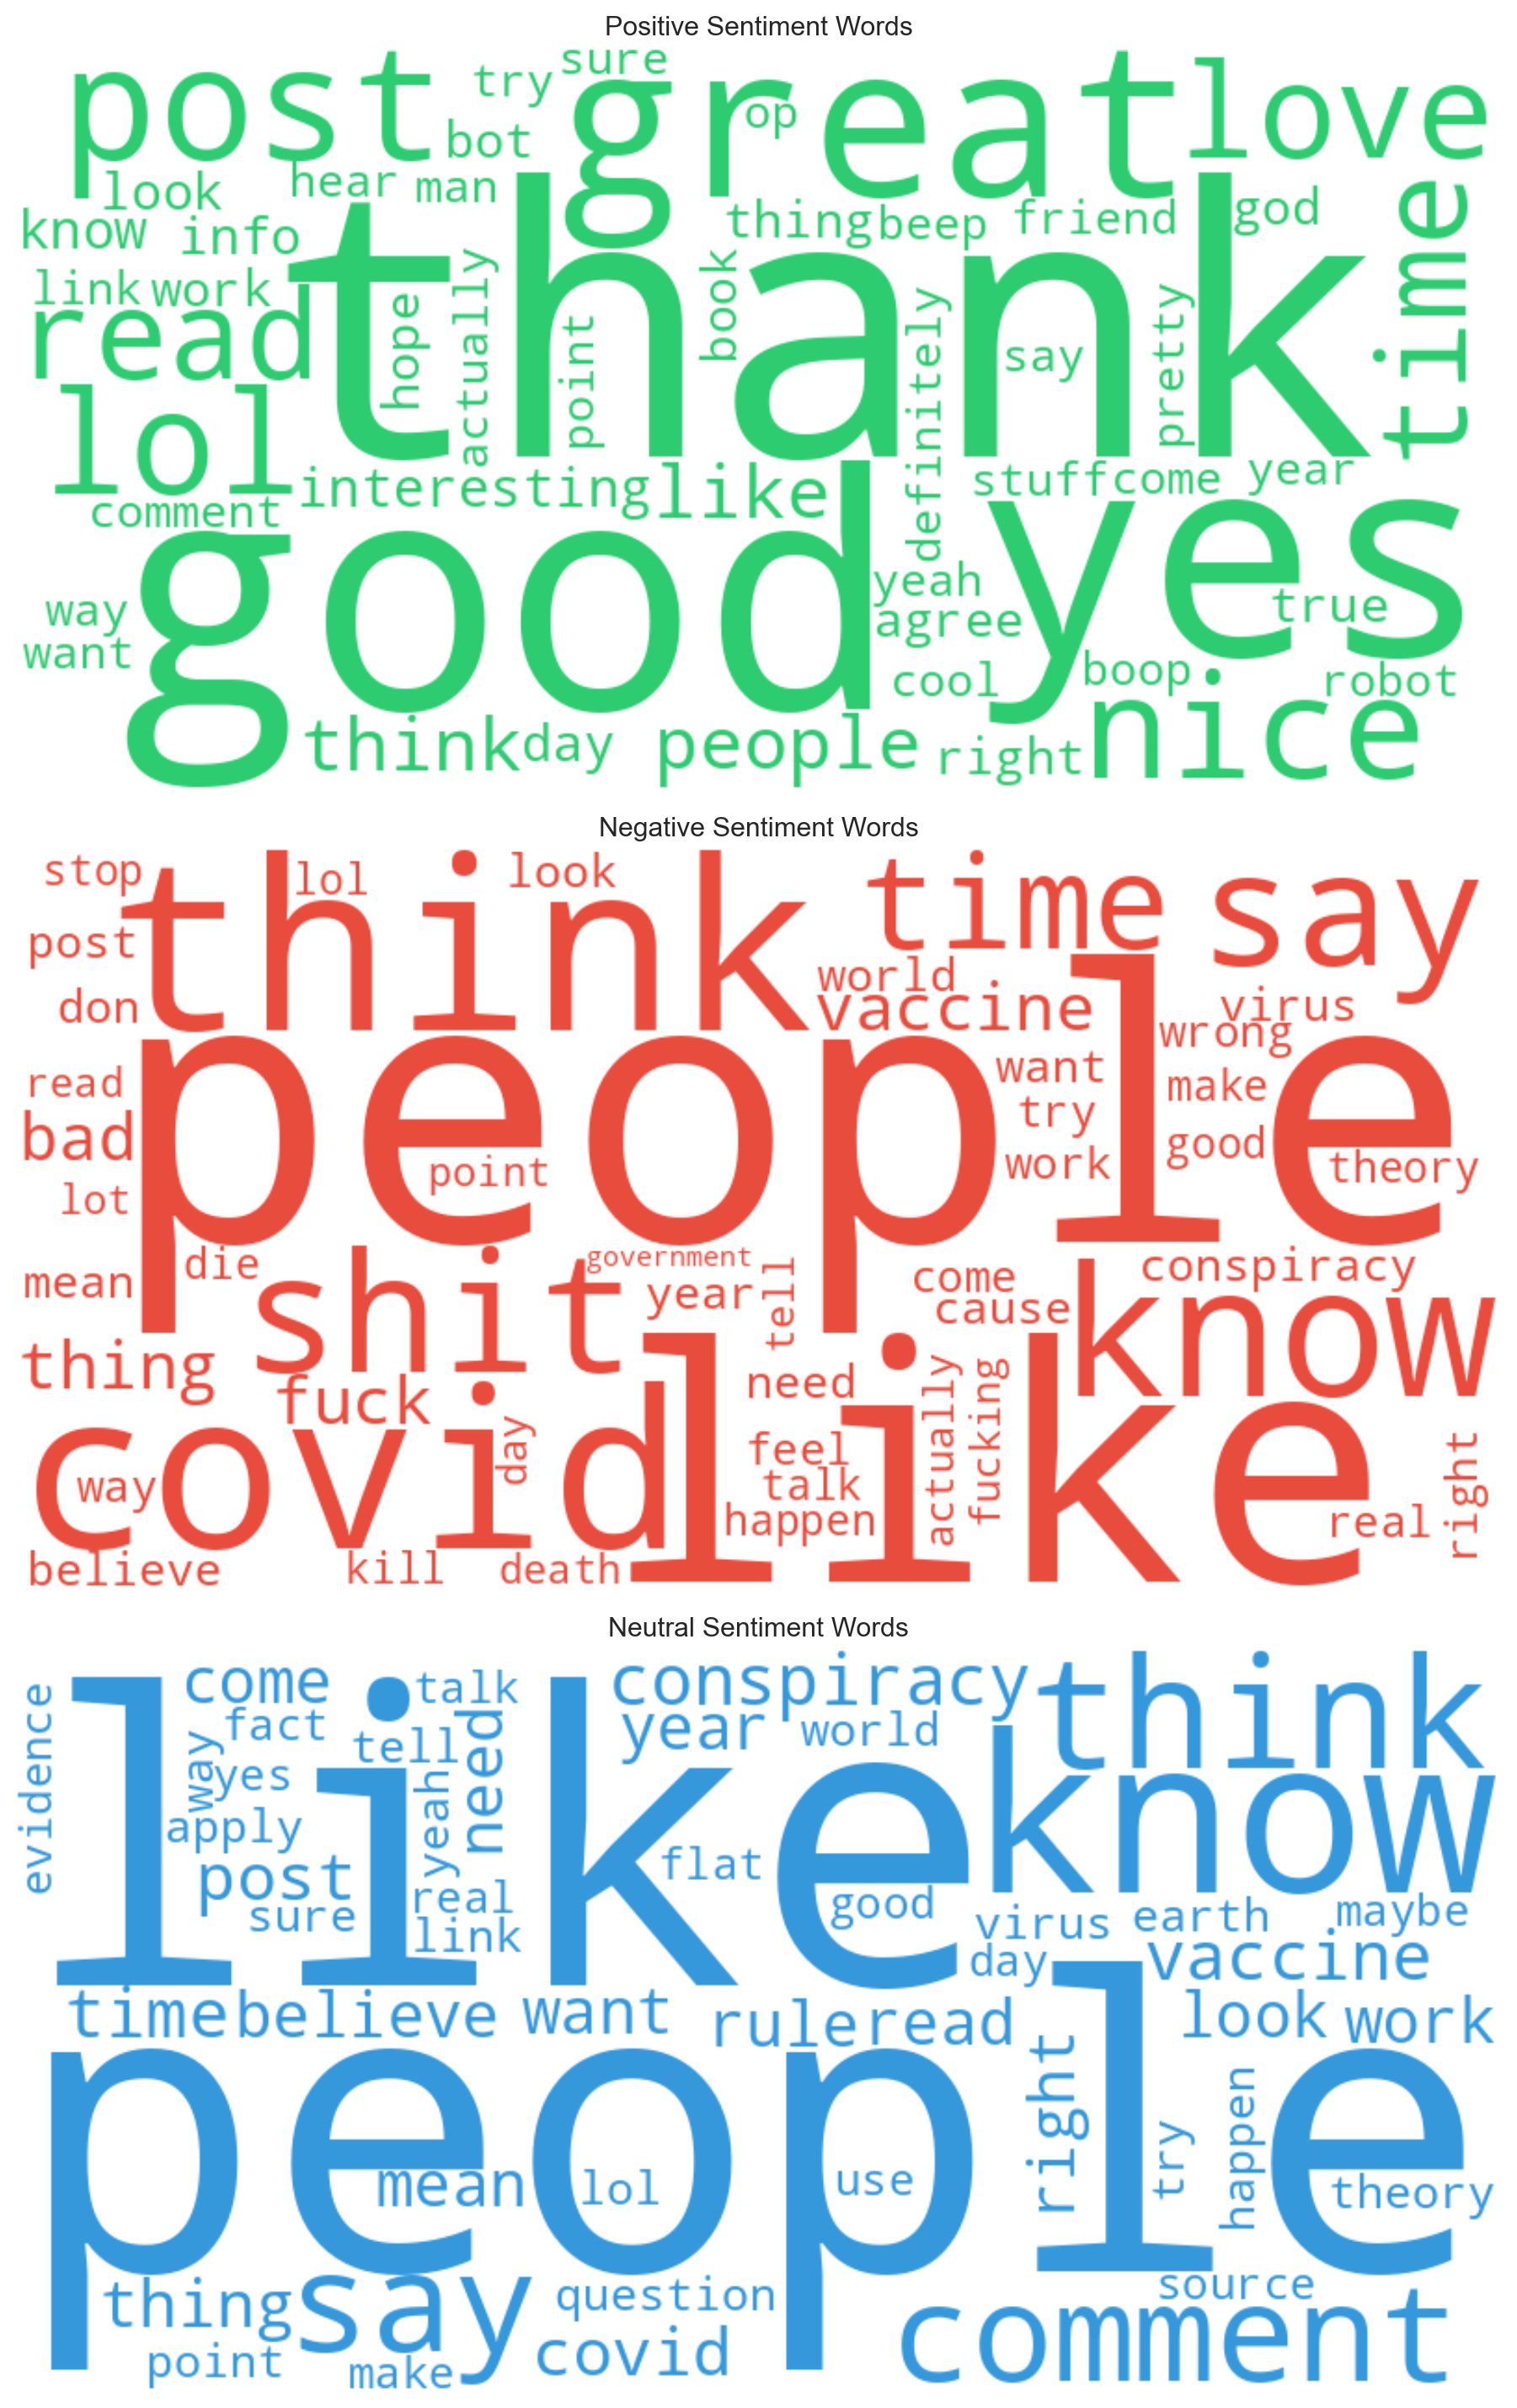 Positive Sentiment Words
post
try
sure
great
op
love
bot
look
hear
man
thank
know
info
thing
beep
friend
god
time
link
work
read
hope
actually
point
book
definitely
say
pretty
lol
interesting
like
stuff
come
year
comment
good
yes
way
want
yeah
agree
true
cool
boop
robot
think
day
people
right
nice
Negative Sentiment Words
stop
think
lol
look
time
say
post
world
don
vaccine
virus
wrong
people
read
want
make
try
bad
good
point
work
theory
lot
die
government
mean
shit
year
tell
come
conspiracy
cause
know
thing
fuck
need
like
actually
fucking
covid
day
feel
way
talk
happen
real
right
believe
kill
death
Neutral Sentiment Words
evidence
like
come
talk
conspiracy
think
fact
year
world
way
tell
need
know
yes
yeah
apply
flat
post
real
good
sure
link
virus
earth
maybe
day
vaccine
time
believe
want
rule
read
look
work
people
right
try
happen
mean
lol
use
theory
thing
say
question
source
point
make
covid
comment